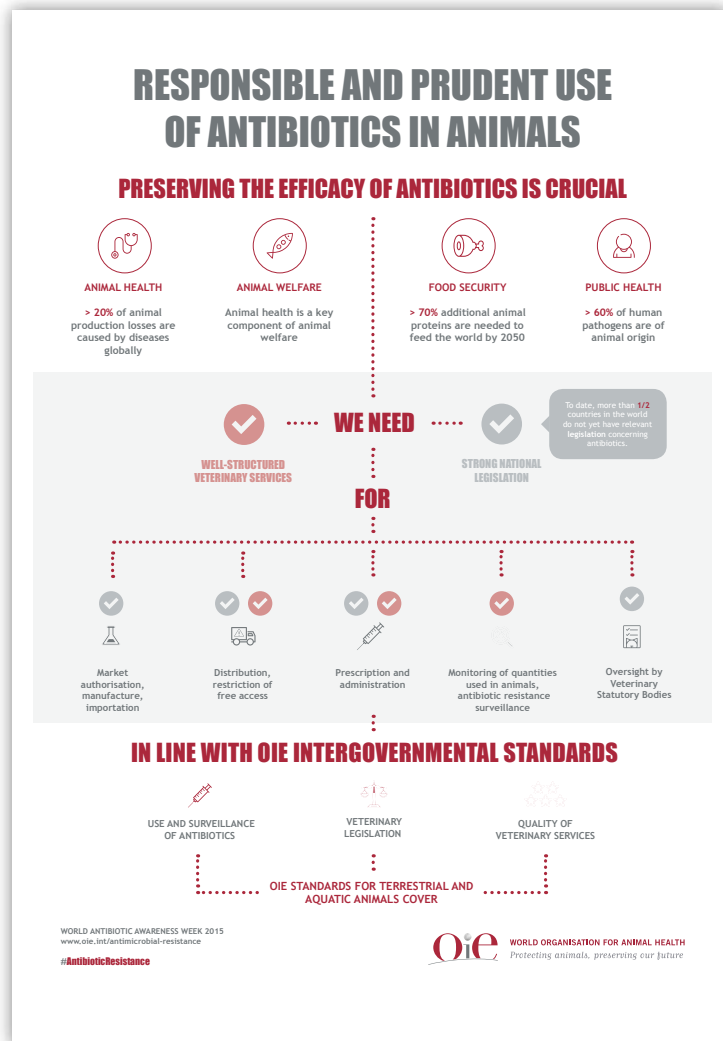 RESPONSIBLE AND PRUDENT USE
OF ANTIBIOTICS IN ANIMALS
PRESERVING THE EFFICACY OF ANTIBIOTICS IS CRUCIAL
ANIMAL HEALTH
> 20% of animal
production losses are
caused by diseases
globally
ANIMAL WELFARE
Animal health is a key
component of animal
welfare
FOOD SECURITY
> 70% additional animal
proteins are needed to
feed the world by 2050
PUBLIC HEALTH
> 60% of human
pathogens are of
animal origin
WE NEED
WELL-STRUCTURED
VETERINARY SERVICES
STRONG NATIONAL
LEGISLATION
To date, more than 1/2
countries in the world
do not yet have relevant
legislation concerning
antibiotics.
FOR
Market
authorisation,
manufacture,
importation
Distribution,
restriction of
free access
Prescription and
administration
Monitoring of quantities
used in animals,
antibiotic resistance
surveillance
Oversight by
Veterinary
Statutory Bodies
IN LINE WITH OIE INTERGOVERNMENTAL STANDARDS
USE AND SURVEILLANCE
OF ANTIBIOTICS
VETERINARY
LEGISLATION
QUALITY OF
VETERINARY SERVICES
OIE STANDARDS FOR TERRESTRIAL AND
AQUATIC ANIMALS COVER
WORLD ANTIBIOTIC AWARENESS WEEK 2015
www.oie.int/antimicrobial-resistance
#AntibioticResistance
Oie
WORLD ORGANISATION FOR ANIMAL HEALTH
Protecting animals, preserving our future